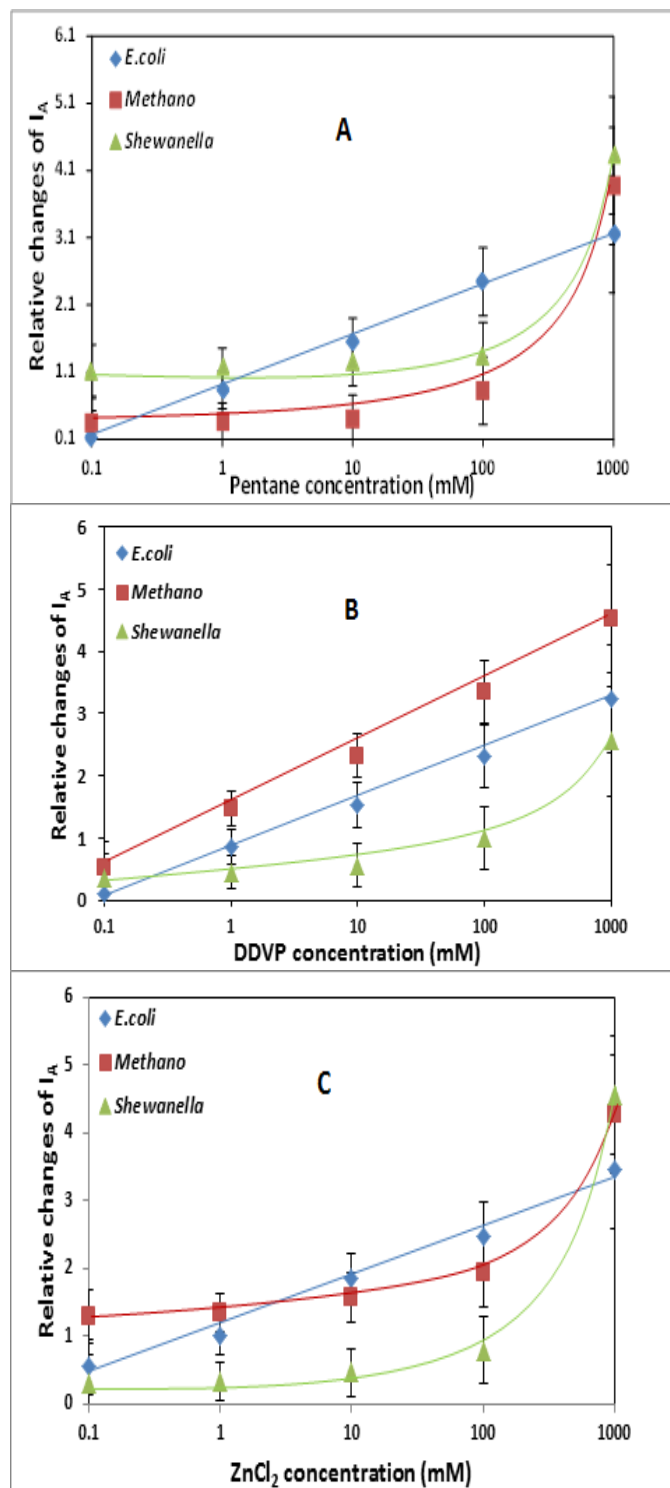 6.1
5.1
4.1
3.1
2.1
1.1
0.1
Relative changes of I_A
E.coli
Methano
Shewanella
A
0.1 1 10 100 1000
Pentane concentration (mM)
6
5
4
3
2
1
0
Relative changes of I_A
E.coli
Methano
Shewanella
B
0.1 1 10 100 1000
DDVP concentration (mM)
6
5
4
3
2
1
0
Relative changes of I_A
E.coli
Methano
Shewanella
C
0.1 1 10 100 1000
ZnCl₂ concentration (mM)